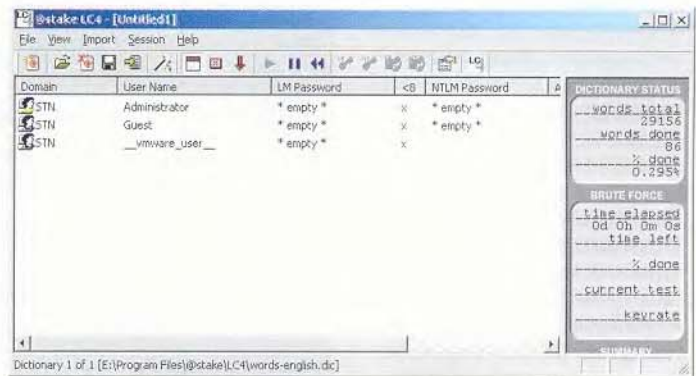 @stake LC4 - [Untitled1]
File View Import Session Help
Domain User Name LM Password <8 NTLM Password
STN Administrator * empty * x * empty *
STN Guest * empty * x * empty *
STN __vmware_user__ * empty * x
DICTIONARY STATUS
words total
29156
words done
86
% done
0.295%
BRUTE FORCE
time elapsed
0d 0h 0m 0s
time left
% done
current test
keyrate
SUMMARY
Dictionary 1 of 1 [E:\Program Files\@stake\LC4\words-english.dic]